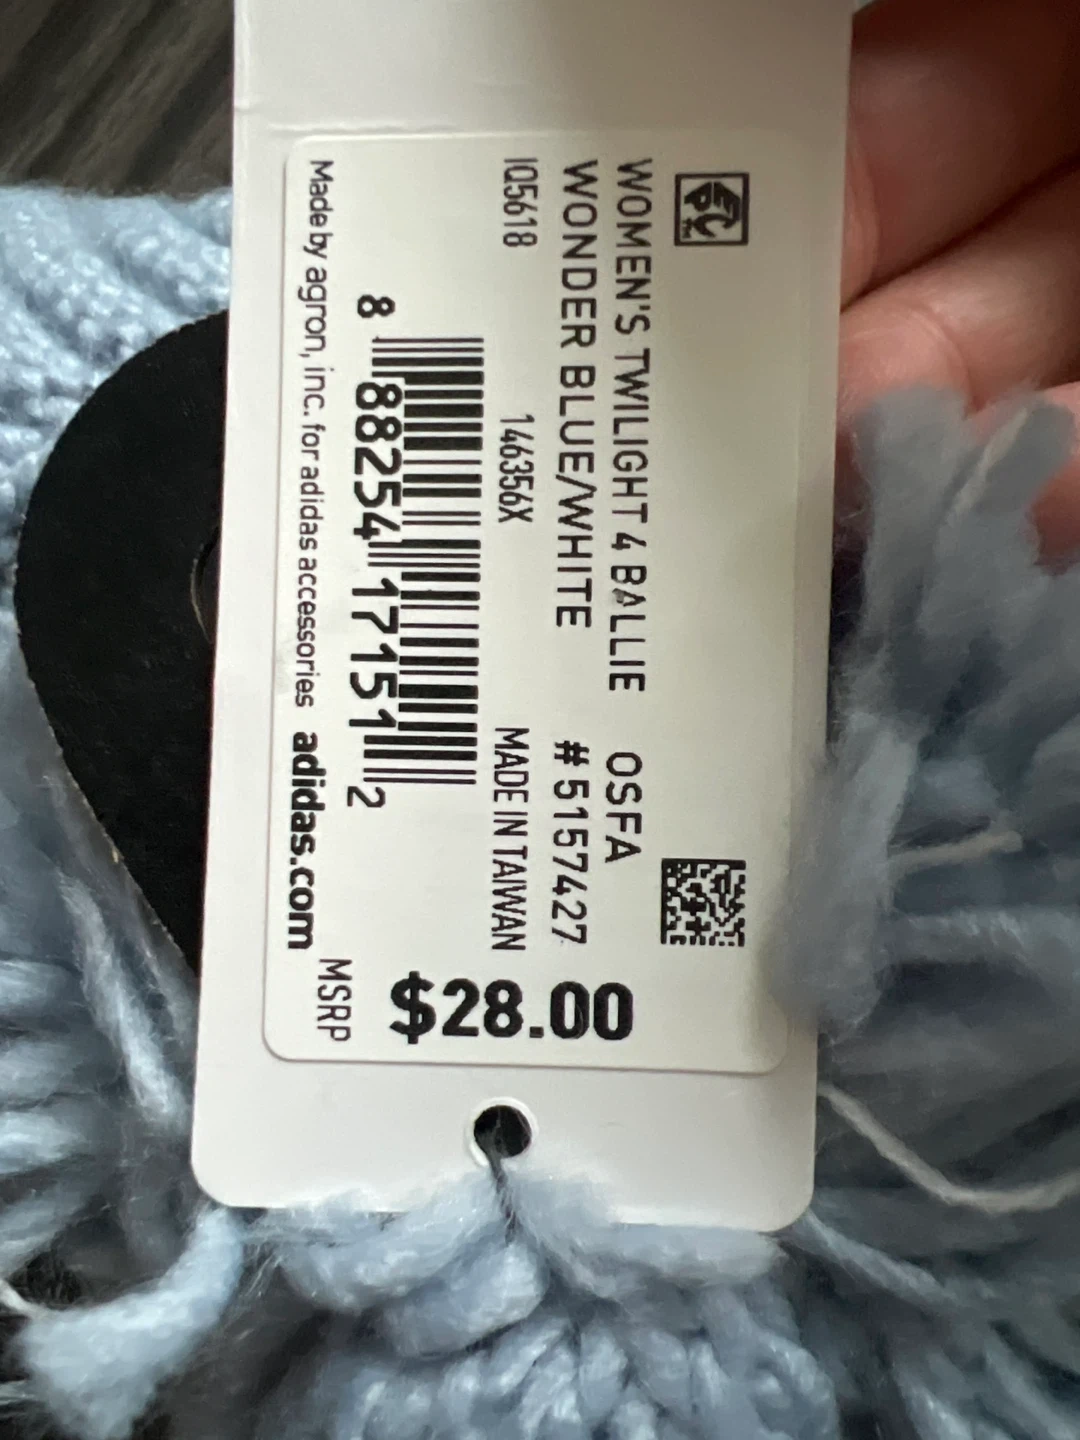 EPC™
WOMEN'S TWILIGHT 4 BALLIE OSFA
WONDER BLUE/WHITE #5157427
IQ5618 146356X MADE IN TAIWAN
8 88254 17151 2
Made by agron, inc. for adidas accessories adidas.com
MSRP
$28.00